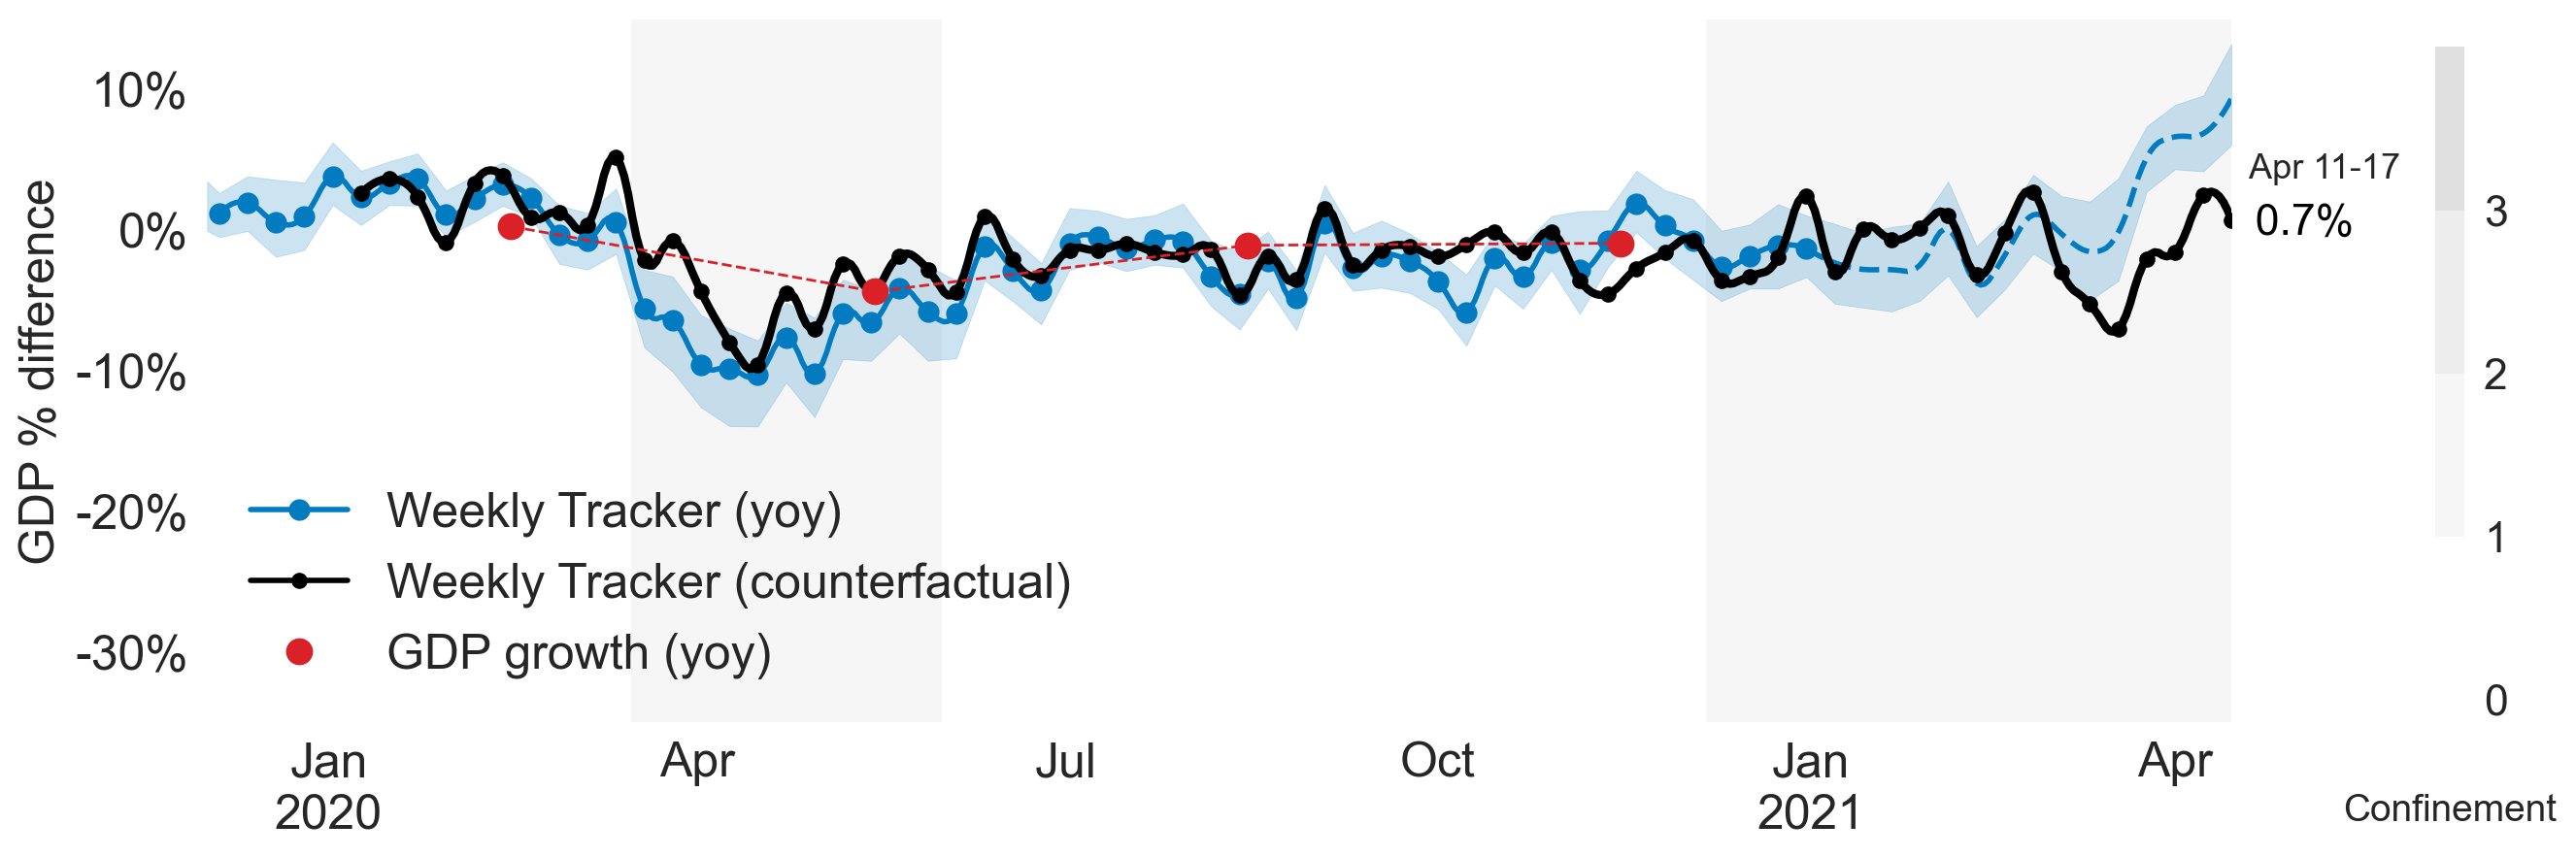 GDP % difference
10%
0%
-10%
-20%
-30%
Weekly Tracker (yoy)
Weekly Tracker (counterfactual)
GDP growth (yoy)
Jan
2020
Apr
Jul
Oct
Jan
2021
Apr
Apr 11-17
0.7%
3
2
1
0
Confinement